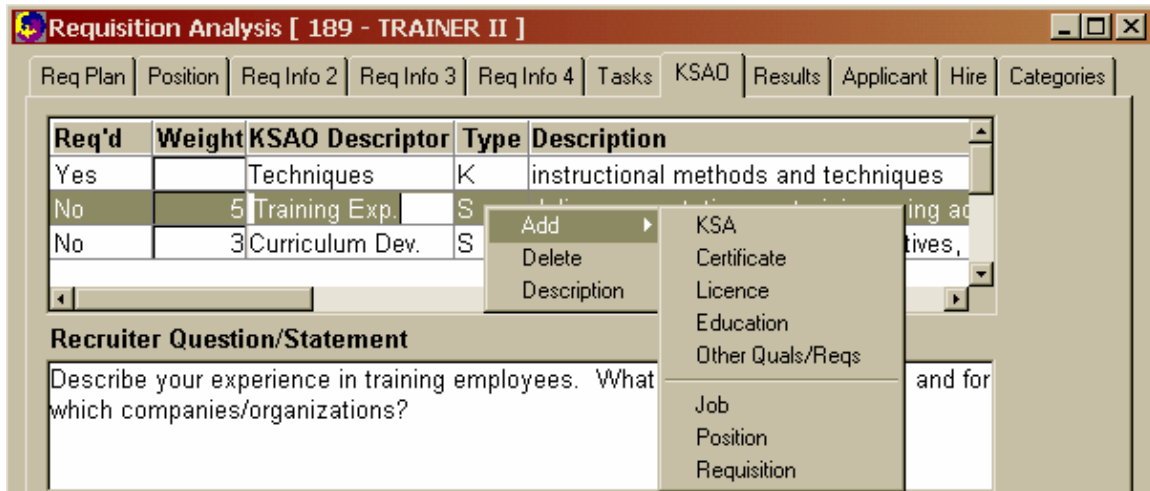 Requisition Analysis [ 189 - TRAINER II ]
Req Plan Position Req Info 2 Req Info 3 Req Info 4 Tasks KSAO Results Applicant Hire Categories
Req'd Weight KSAO Descriptor Type Description
Yes Techniques K instructional methods and techniques
No 5 Training Exp. S
No 3 Curriculum Dev. S
Add
Delete
Description
KSA
Certificate
Licence
Education
Other Quals/Reqs
Job
Position
Requisition
Recruiter Question/Statement
Describe your experience in training employees. What and for
which companies/organizations?